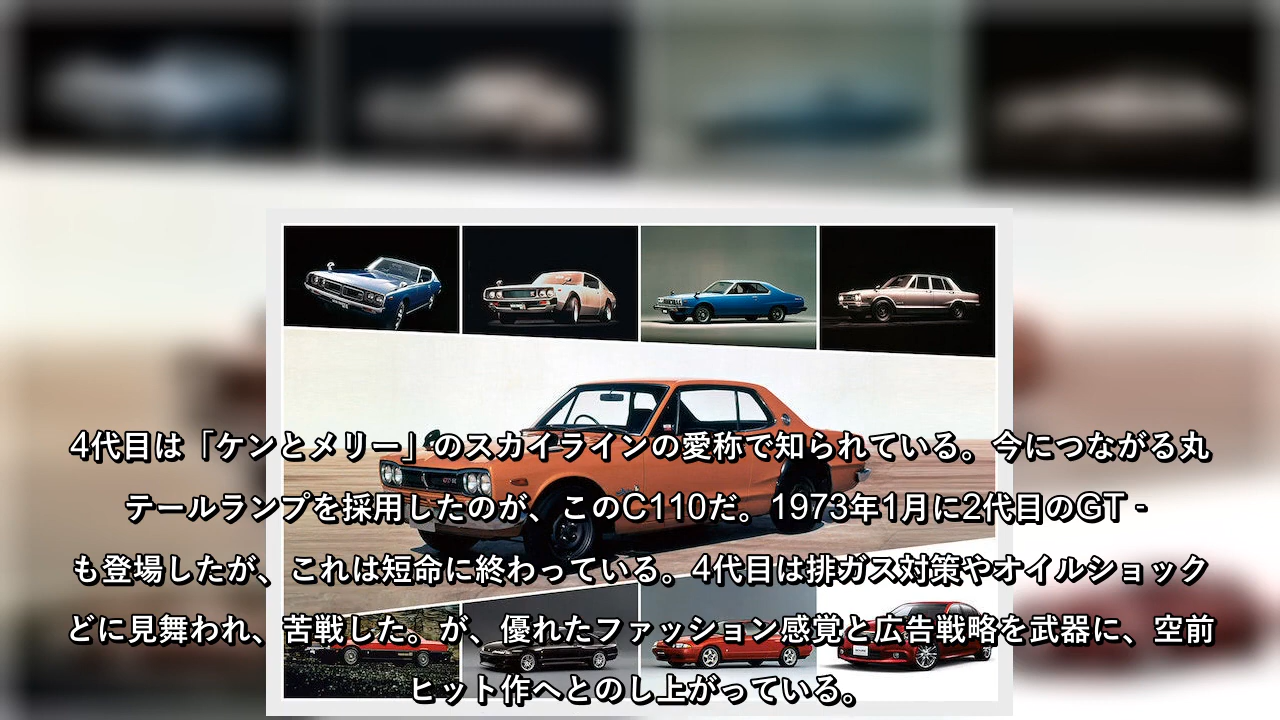 4代目は「ケンとメリー」のスカイラインの愛称で知られている。今につながる丸
テールランプを採用したのが、このC110だ。1973年1月に2代目のGT‐
も登場したが、これは短命に終わっている。4代目は排ガス対策やオイルショック
どに見舞われ、苦戦した。が、優れたファッション感覚と広告戦略を武器に、空前
ヒット作へとのし上がっている。